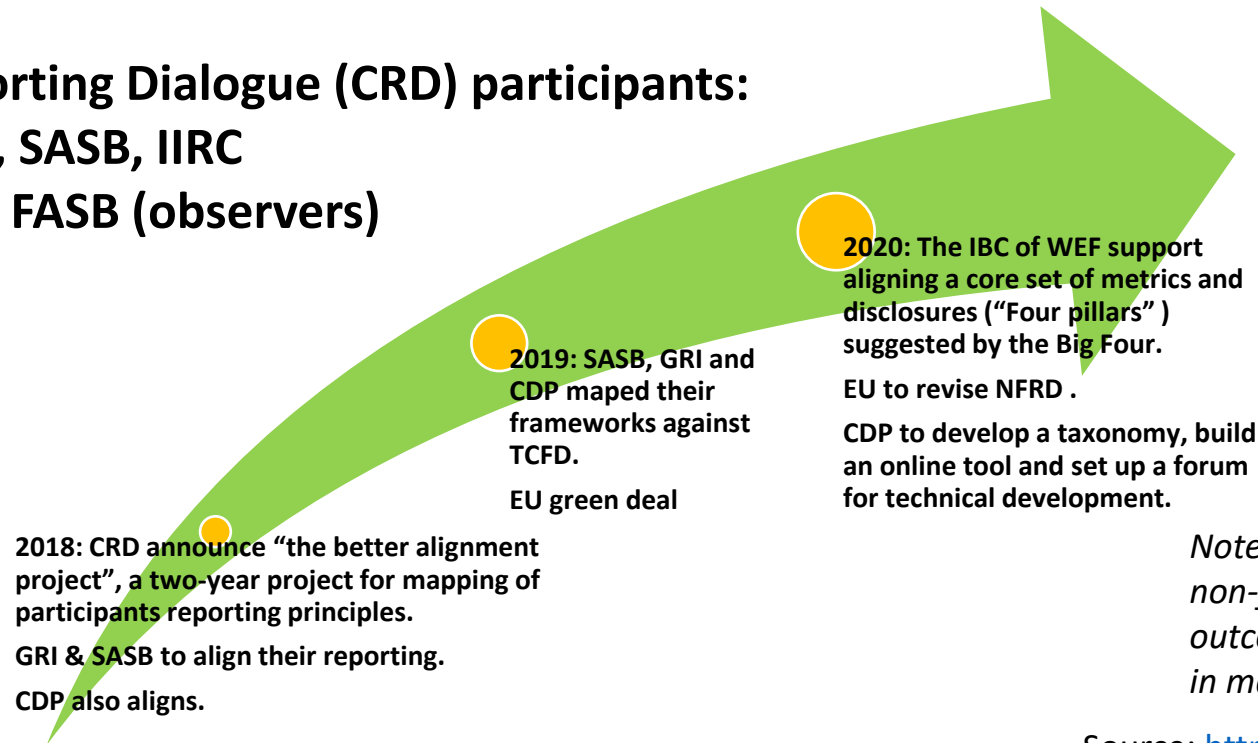 orting Dialogue (CRD) participants:
, SASB, IIRC
FASB (observers)
2020: The IBC of WEF support
aligning a core set of metrics and
disclosures (“Four pillars” )
suggested by the Big Four.
EU to revise NFRD .
CDP to develop a taxonomy, build
an online tool and set up a forum
for technical development.
2019: SASB, GRI and
CDP maped their
frameworks against
TCFD.
EU green deal
2018: CRD announce “the better alignment
project”, a two-year project for mapping of
participants reporting principles.
GRI & SASB to align their reporting.
CDP also aligns.
Note
non-
outc
in m